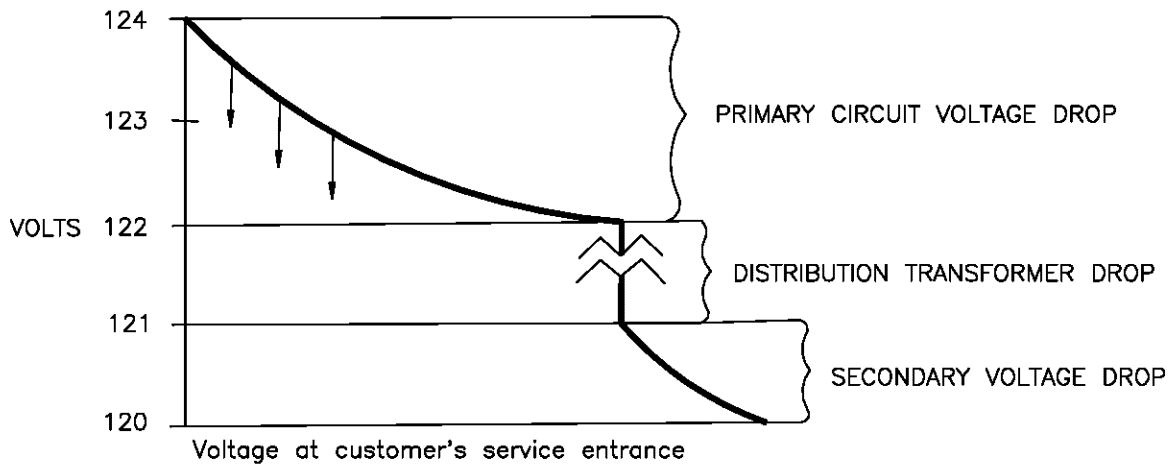 124
123
PRIMARY CIRCUIT VOLTAGE DROP
VOLTS 122
DISTRIBUTION TRANSFORMER DROP
121
SECONDARY VOLTAGE DROP
120
Voltage at customer's service entrance